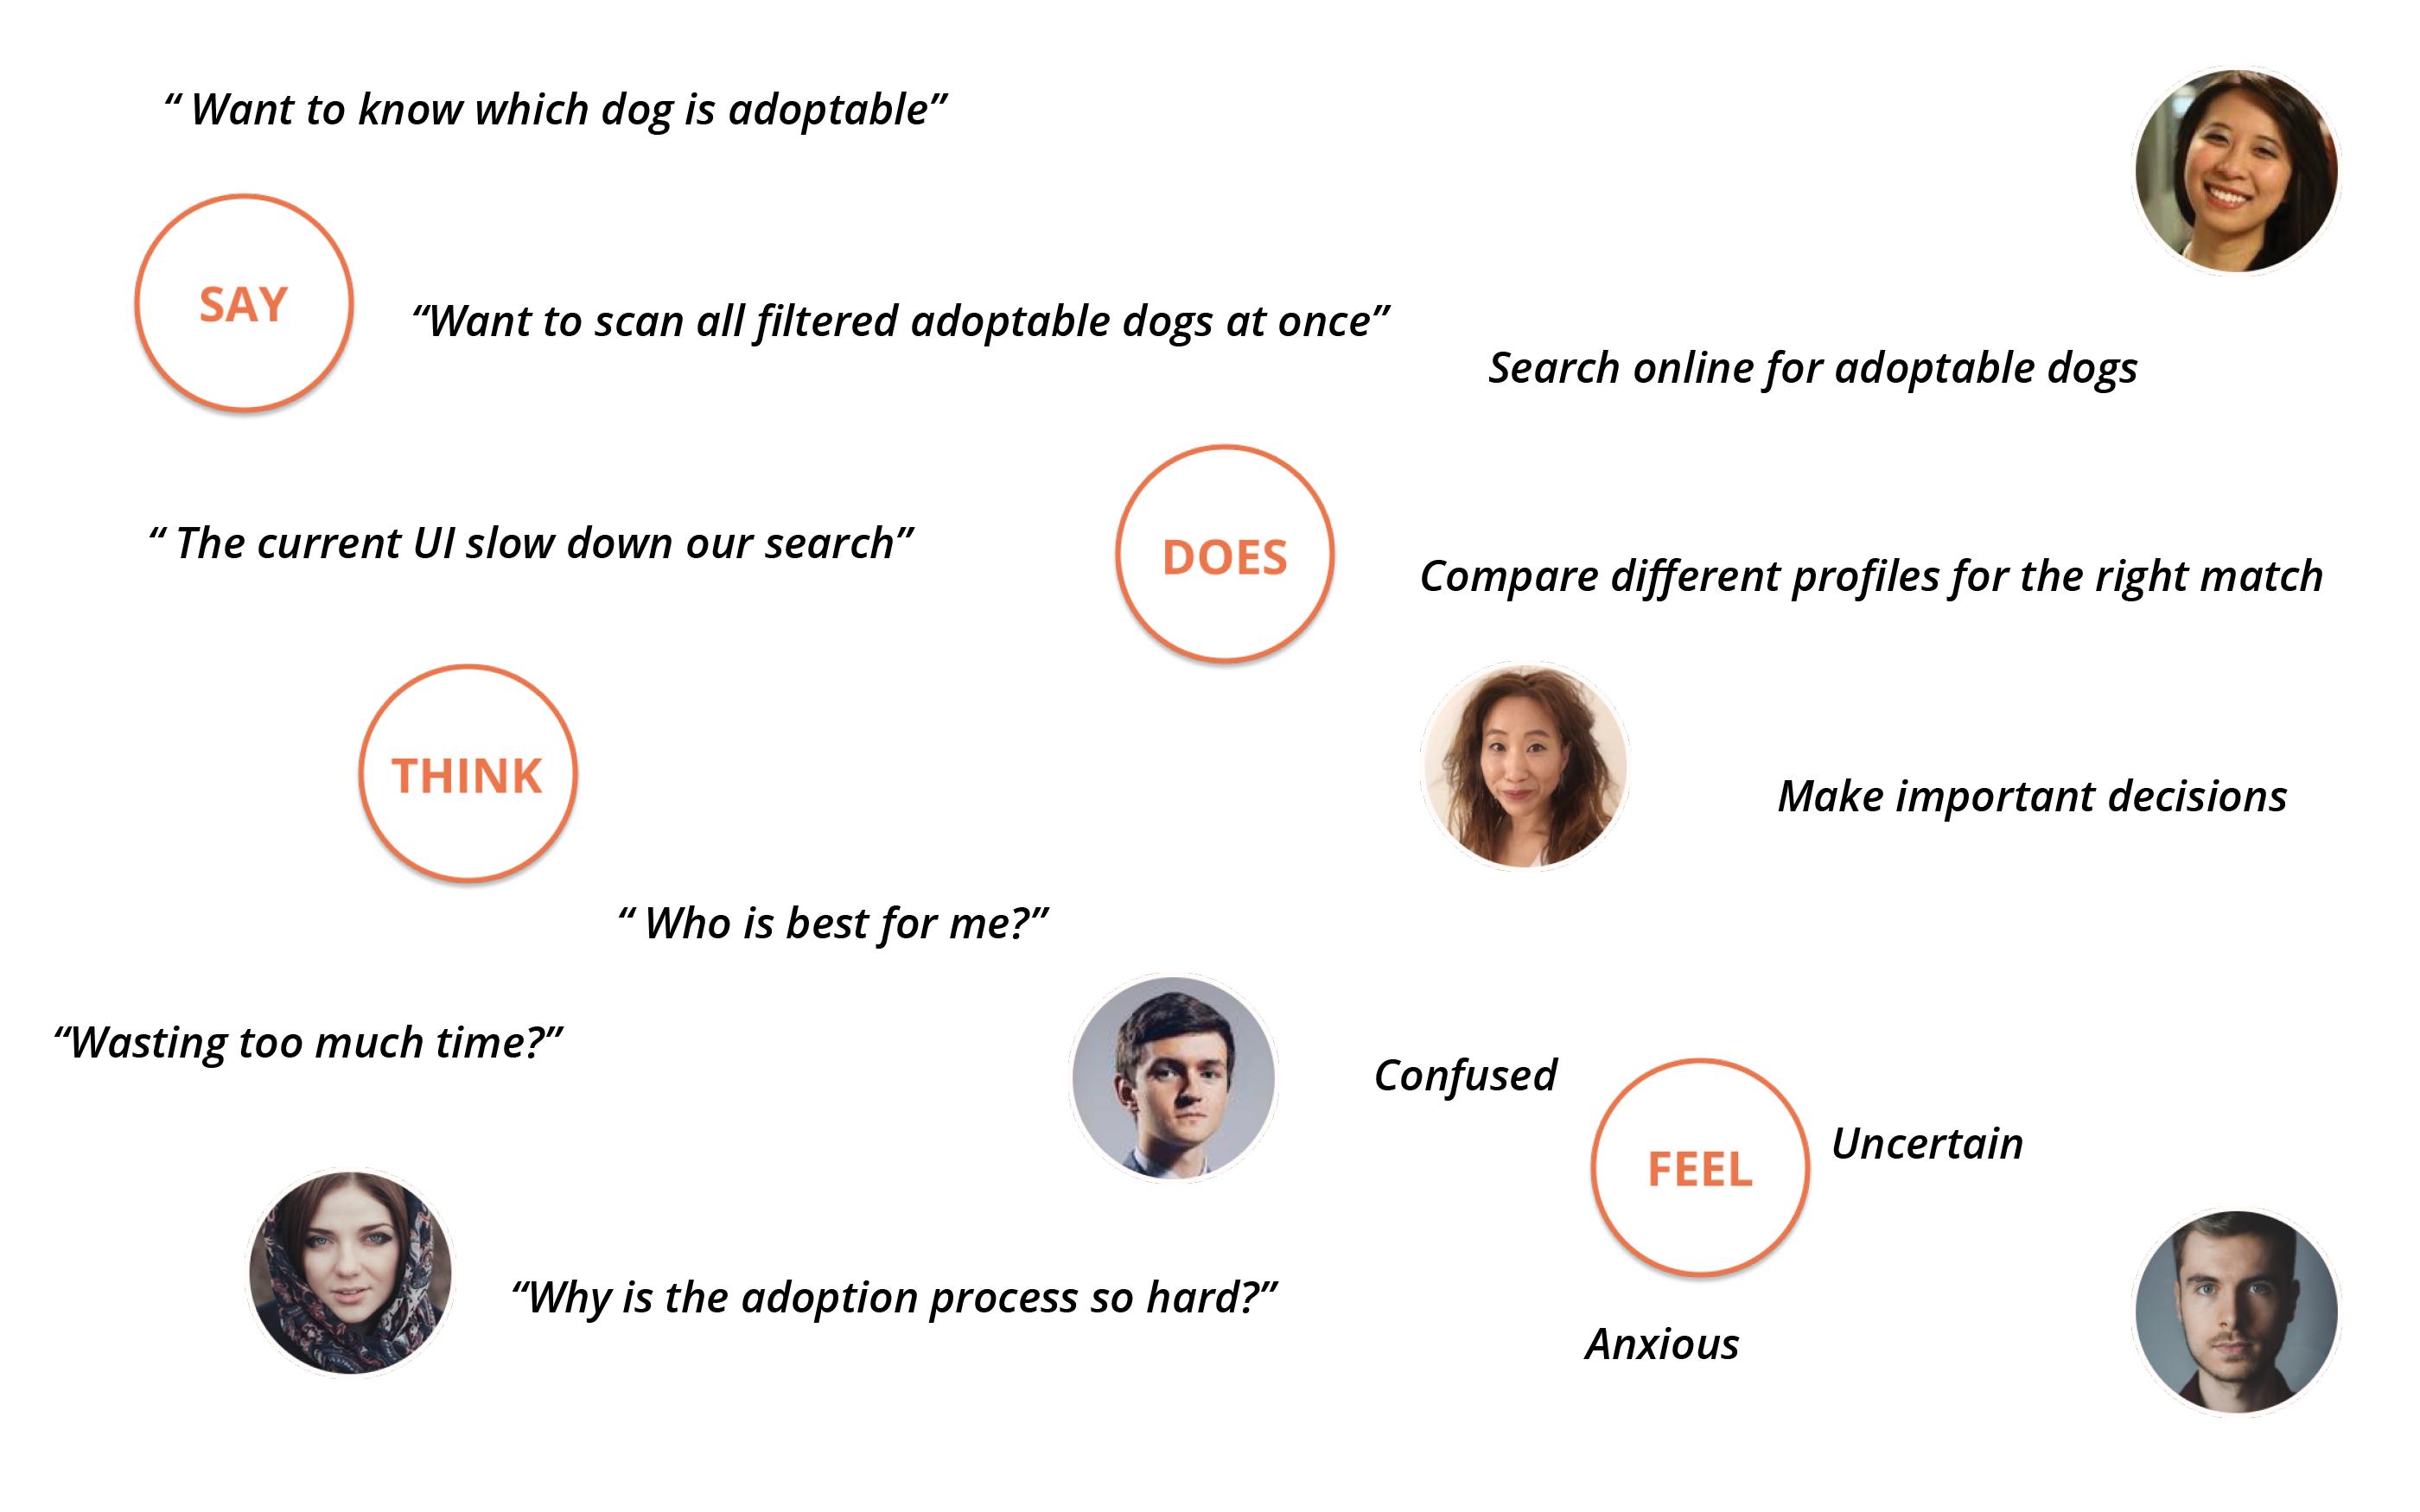 “ Want to know which dog is adoptable”
SAY
“Want to scan all filtered adoptable dogs at once”
“ The current UI slow down our search”
Search online for adoptable dogs
DOES
Compare different profiles for the right match
Make important decisions
THINK
“ Who is best for me?”
“Wasting too much time?”
“Why is the adoption process so hard?”
Confused
FEEL
Uncertain
Anxious